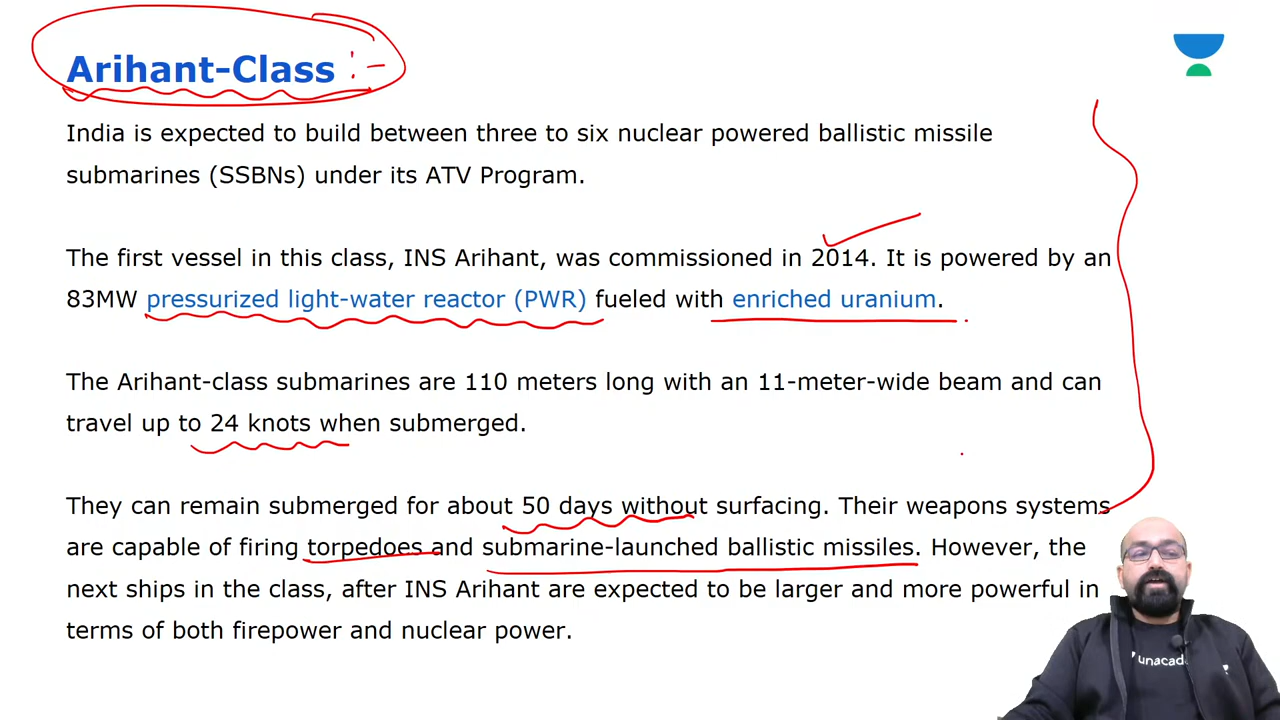 Arihant-Class :-
India is expected to build between three to six nuclear powered ballistic missile
submarines (SSBNs) under its ATV Program.
The first vessel in this class, INS Arihant, was commissioned in 2014. It is powered by an
83MW pressurized light-water reactor (PWR) fueled with enriched uranium.
The Arihant-class submarines are 110 meters long with an 11-meter-wide beam and can
travel up to 24 knots when submerged.
They can remain submerged for about 50 days without surfacing. Their weapons systems
are capable of firing torpedoes and submarine-launched ballistic missiles. However, the
next ships in the class, after INS Arihant are expected to be larger and more powerful in
terms of both firepower and nuclear power.